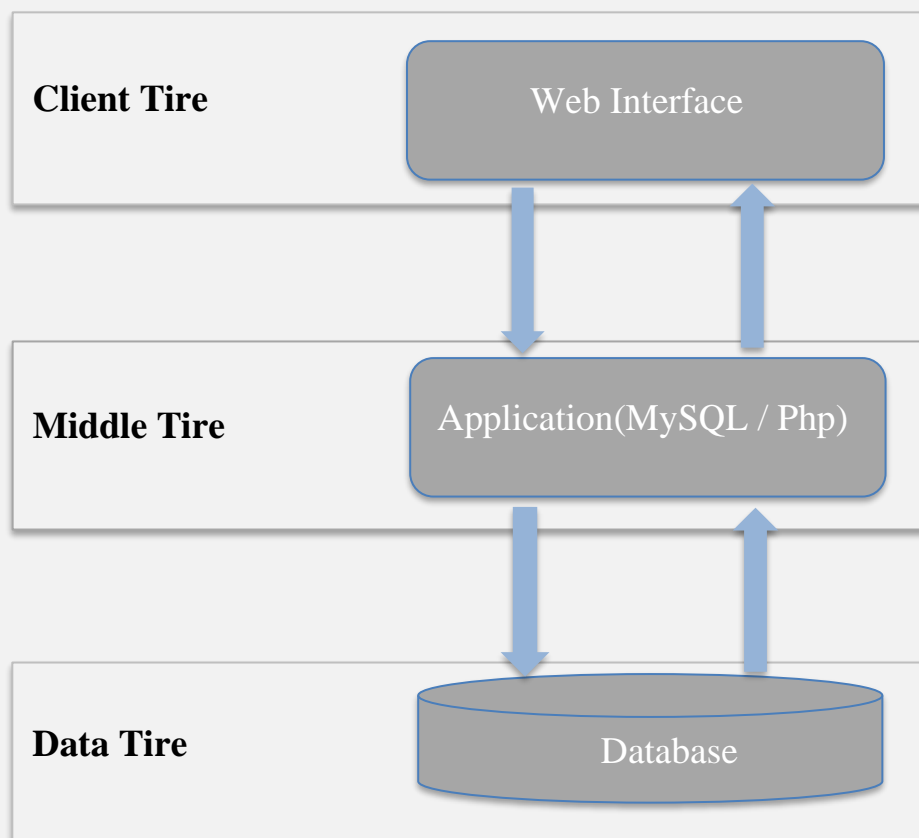 Client Tire
Web Interface
Middle Tire
Application(MySQL / Php)
Data Tire
Database